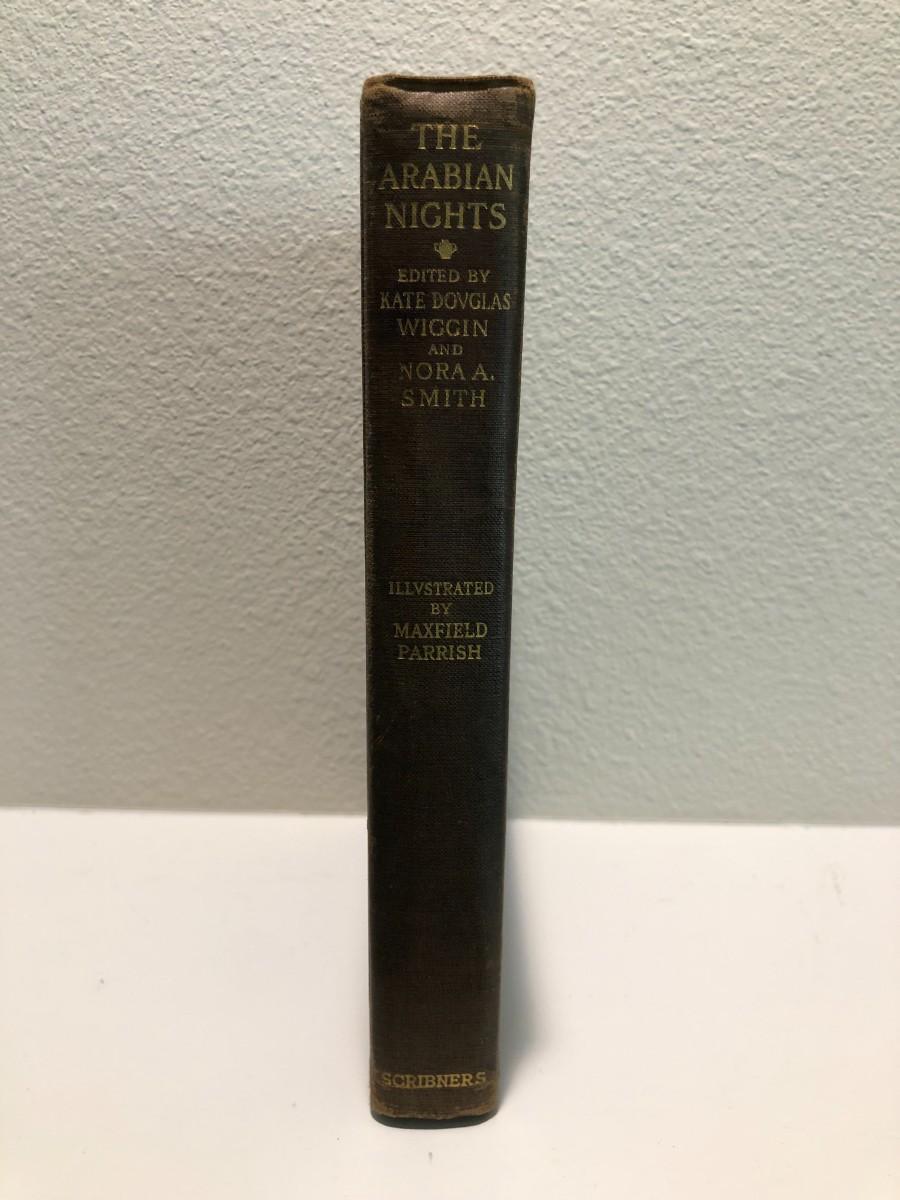 THE
ARABIAN
NIGHTS
EDITED BY
KATE DOVGLAS
WIGGIN
AND
NORA A.
SMITH
ILLVSTRATED
BY
MAXFIELD
PARRISH
SCRIBNERS